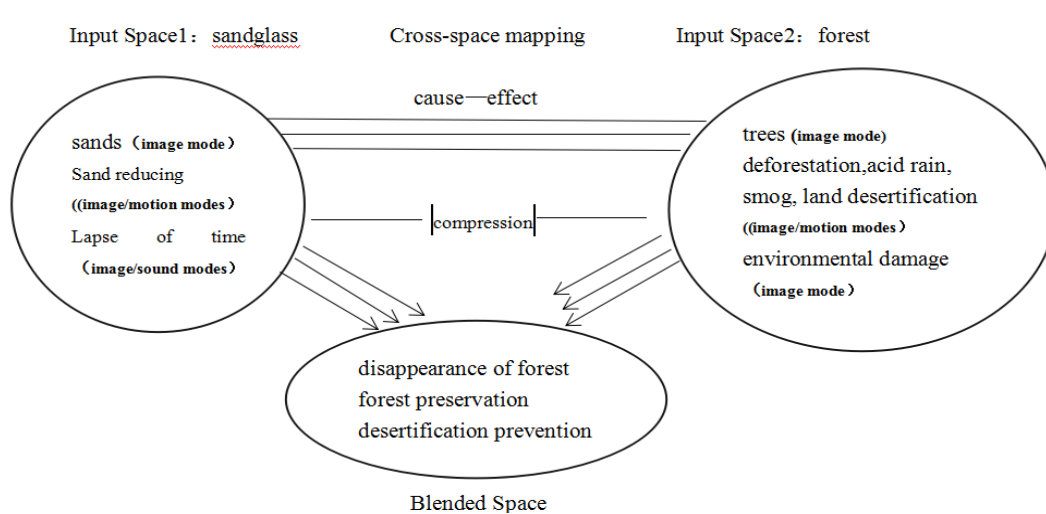 Input Space1：sandglass
Cross-space mapping
Input Space2：forest
cause—effect
sands（image mode）
Sand reducing
((image/motion modes）
Lapse of time
（image/sound modes）
compression
trees (image mode)
deforestation,acid rain,
smog, land desertification
((image/motion modes）
environmental damage
（image mode）
disappearance of forest
forest preservation
desertification prevention
Blended Space